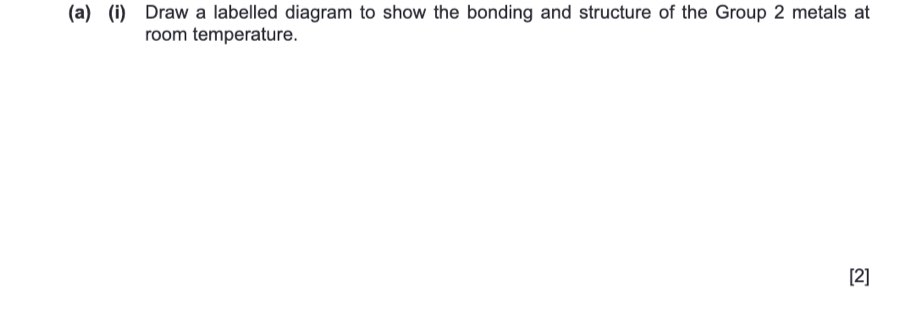 (a) (i) Draw a labelled diagram to show the bonding and structure of the Group 2 metals at
room temperature.
[2]